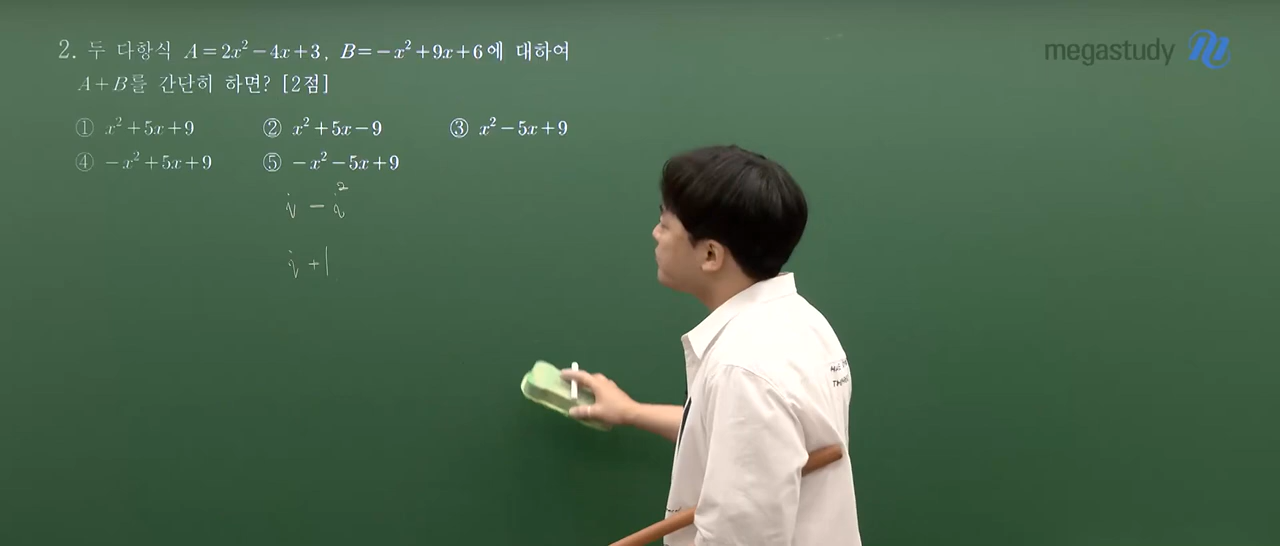 2. 두 다항식 A=2x²-4x+3, B=-x²+9x+6에 대하여
A+B를 간단히 하면? [2점]
① x²+5x+9 ② x²+5x-9 ③ x²-5x+9
④ -x²+5x+9 ⑤ -x²-5x+9
i - i²
i +1
megastudy